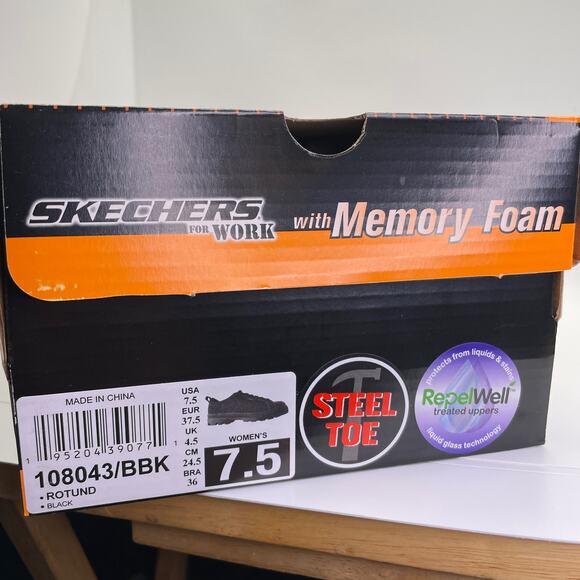 SKECHERS
FOR WORK
with Memory Foam
MADE IN CHINA
1 95204 39077 1
108043/BBK
• ROTUND
• BLACK
USA
7.5
EUR
37.5
UK
4.5
CM
24.5
BRA
36
WOMEN'S
7.5
STEEL
TOE
protects from liquids & stains
RepelWell™
treated uppers
liquid glass technology